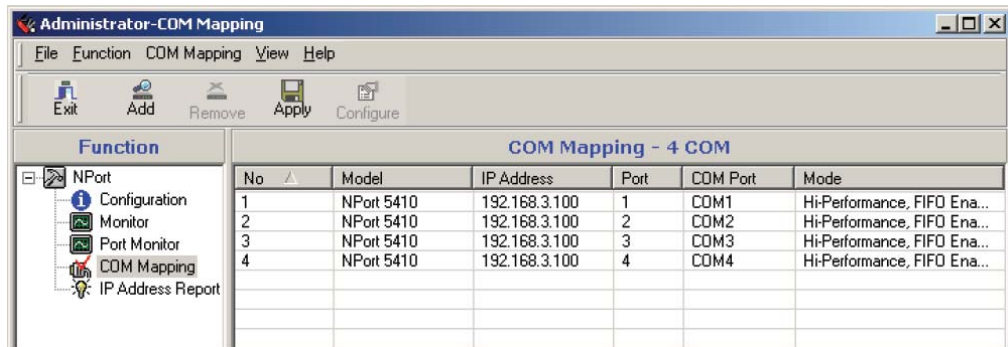 Administrator-COM Mapping
File Function COM Mapping View Help
Exit Add Remove Apply Configure
Function
COM Mapping - 4 COM
NPort
Configuration
Monitor
Port Monitor
COM Mapping
IP Address Report
No Model IP Address Port COM Port Mode
1 NPort 5410 192.168.3.100 1 COM1 Hi-Performance, FIFO Ena...
2 NPort 5410 192.168.3.100 2 COM2 Hi-Performance, FIFO Ena...
3 NPort 5410 192.168.3.100 3 COM3 Hi-Performance, FIFO Ena...
4 NPort 5410 192.168.3.100 4 COM4 Hi-Performance, FIFO Ena...